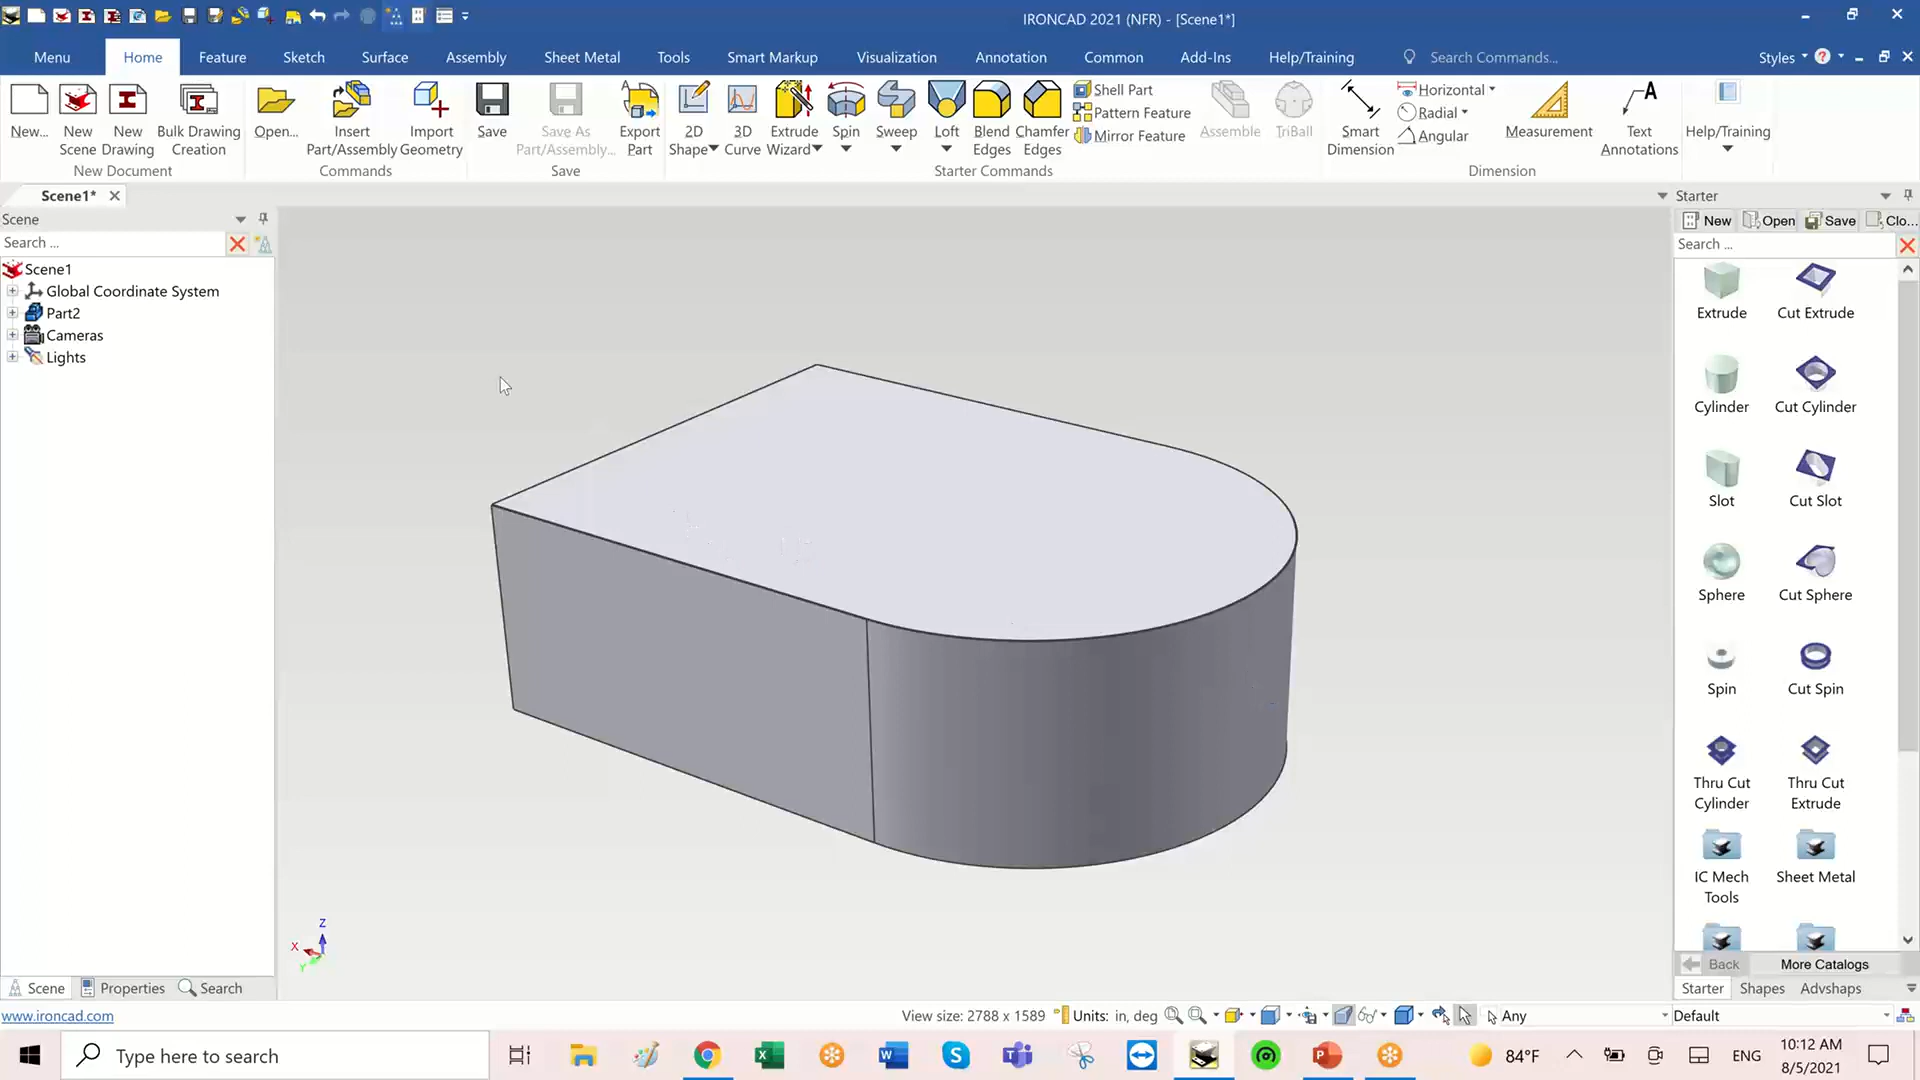 IRONCAD 2021 (NFR) - [Scene1*]
Menu Home Feature Sketch Surface Assembly Sheet Metal Tools Smart Markup Visualization Annotation Common Add-Ins Help/Training Search Commands... Styles
New... New Scene New Drawing Bulk Drawing Creation
New Document
Open... Insert Part/Assembly Import Geometry
Commands
Save Save As Part/Assembly... Export Part
Save
2D Shape 3D Curve Extrude Wizard Spin Sweep Loft Blend Edges Chamfer Edges
Shell Part
Pattern Feature
Mirror Feature
Assemble TriBall
Starter Commands
Smart Dimension
Horizontal
Radial
Angular
Measurement
Text Annotations
Dimension
Help/Training
Scene1*
Scene
Search ...
Scene1
Global Coordinate System
Part2
Cameras
Lights
Z
X
Y
Scene Properties Search
Starter
New Open Save Clo...
Search ...
Extrude Cut Extrude
Cylinder Cut Cylinder
Slot Cut Slot
Sphere Cut Sphere
Spin Cut Spin
Thru Cut Cylinder Thru Cut Extrude
IC Mech Tools Sheet Metal
Back More Catalogs
Starter Shapes Advshaps
www.ironcad.com
View size: 2788 x 1589 Units: in, deg Any Default
Type here to search
84°F ENG
10:12 AM
8/5/2021